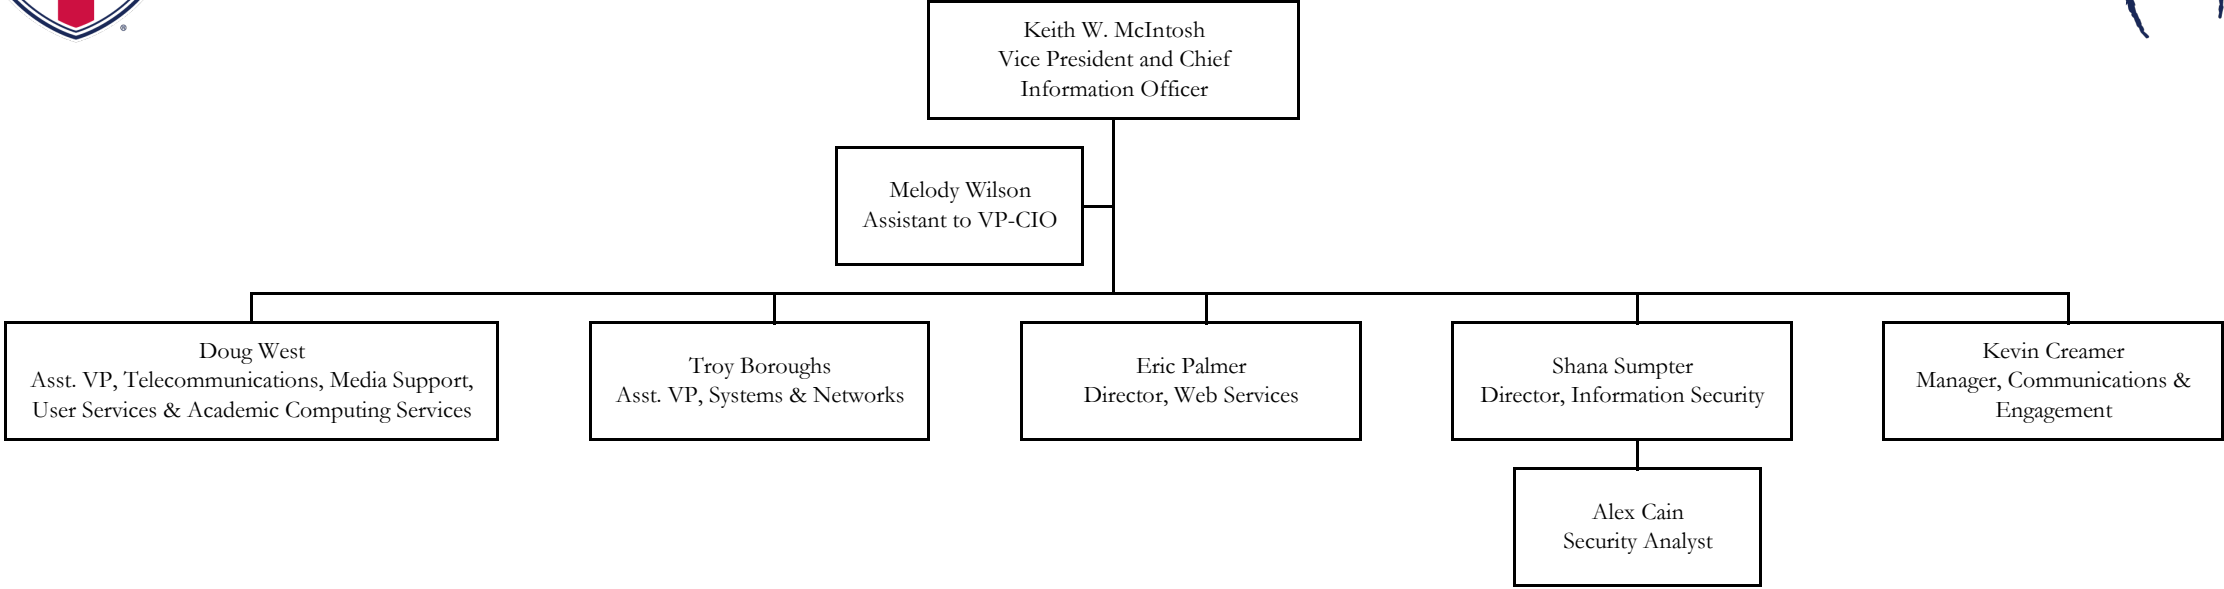 Keith W. McIntosh
Vice President and Chief
Information Officer
Melody Wilson
Assistant to VP-CIO
Doug West
Asst. VP, Telecommunications, Media Support,
User Services & Academic Computing Services
Troy Boroughs
Asst. VP, Systems & Networks
Eric Palmer
Director, Web Services
Shana Sumpter
Director, Information Security
Kevin Creamer
Manager, Communications &
Engagement
Alex Cain
Security Analyst
®